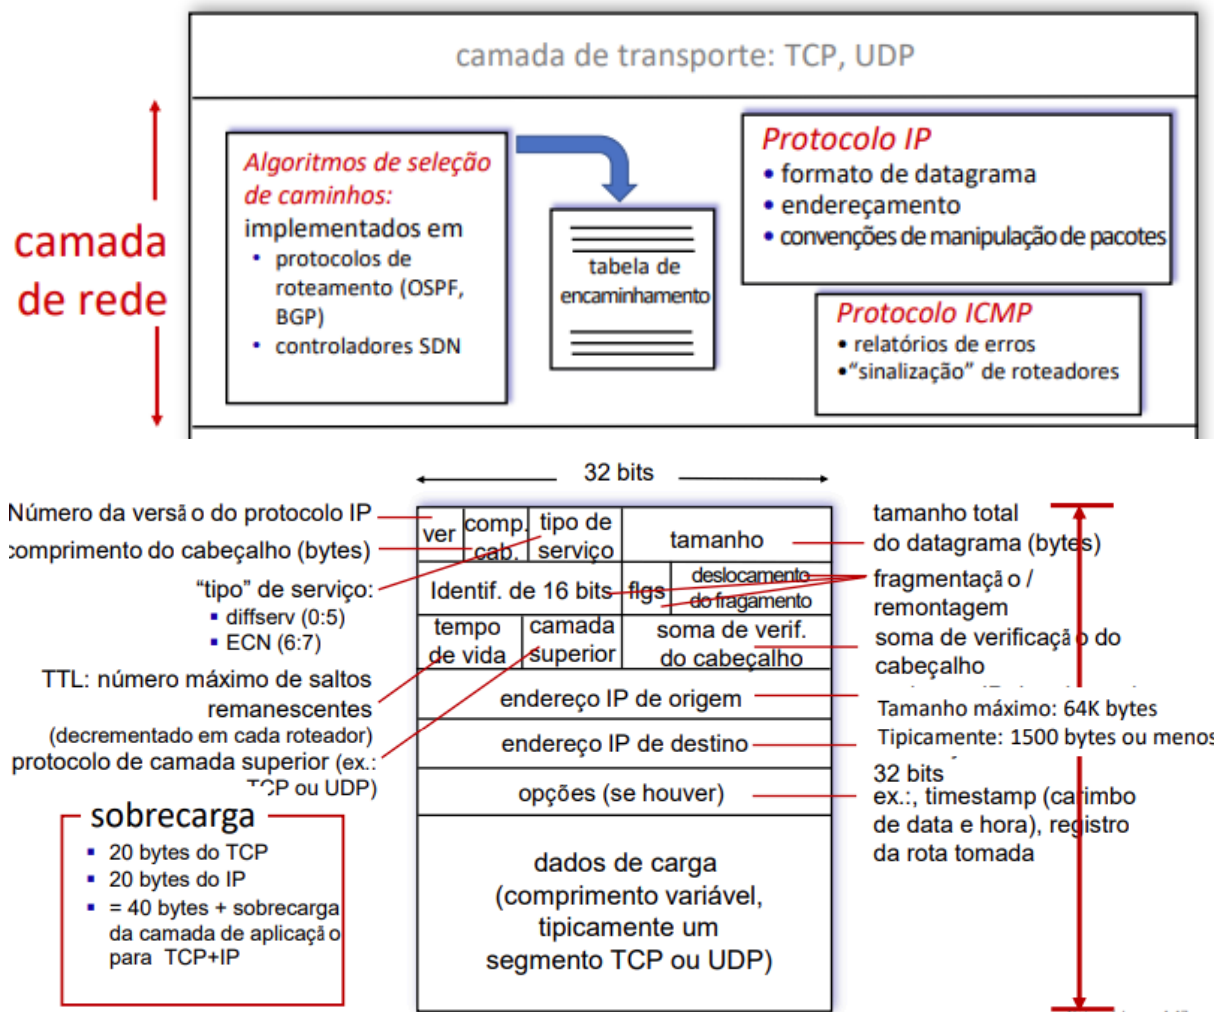 camada de transporte: TCP, UDP
camada
de rede
Algoritmos de seleção
de caminhos:
implementados em
• protocolos de
roteamento (OSPF,
BGP)
• controladores SDN
tabela de
encaminhamento
Protocolo IP
• formato de datagrama
• endereçamento
• convenções de manipulação de pacotes
Protocolo ICMP
• relatórios de erros
•“sinalização” de roteadores
32 bits
Número da versão do protocolo IP
comprimento do cabeçalho (bytes)
“tipo” de serviço:
▪ diffserv (0:5)
▪ ECN (6:7)
TTL: número máximo de saltos
remanescentes
(decrementado em cada roteador)
protocolo de camada superior (ex.:
TCP ou UDP)
sobrecarga
▪ 20 bytes do TCP
▪ 20 bytes do IP
▪ = 40 bytes + sobrecarga
da camada de aplicação
para TCP+IP
ver
comp.
cab.
tipo de
serviço
tamanho
Identif. de 16 bits
flgs
deslocamento
do fragamento
tempo
de vida
camada
superior
soma de verif.
do cabeçalho
endereço IP de origem
endereço IP de destino
opções (se houver)
dados de carga
(comprimento variável,
tipicamente um
segmento TCP ou UDP)
tamanho total
do datagrama (bytes)
fragmentação /
remontagem
soma de verificação do
cabeçalho
Tamanho máximo: 64K bytes
Tipicamente: 1500 bytes ou menos
32 bits
ex.:, timestamp (carimbo
de data e hora), registro
da rota tomada